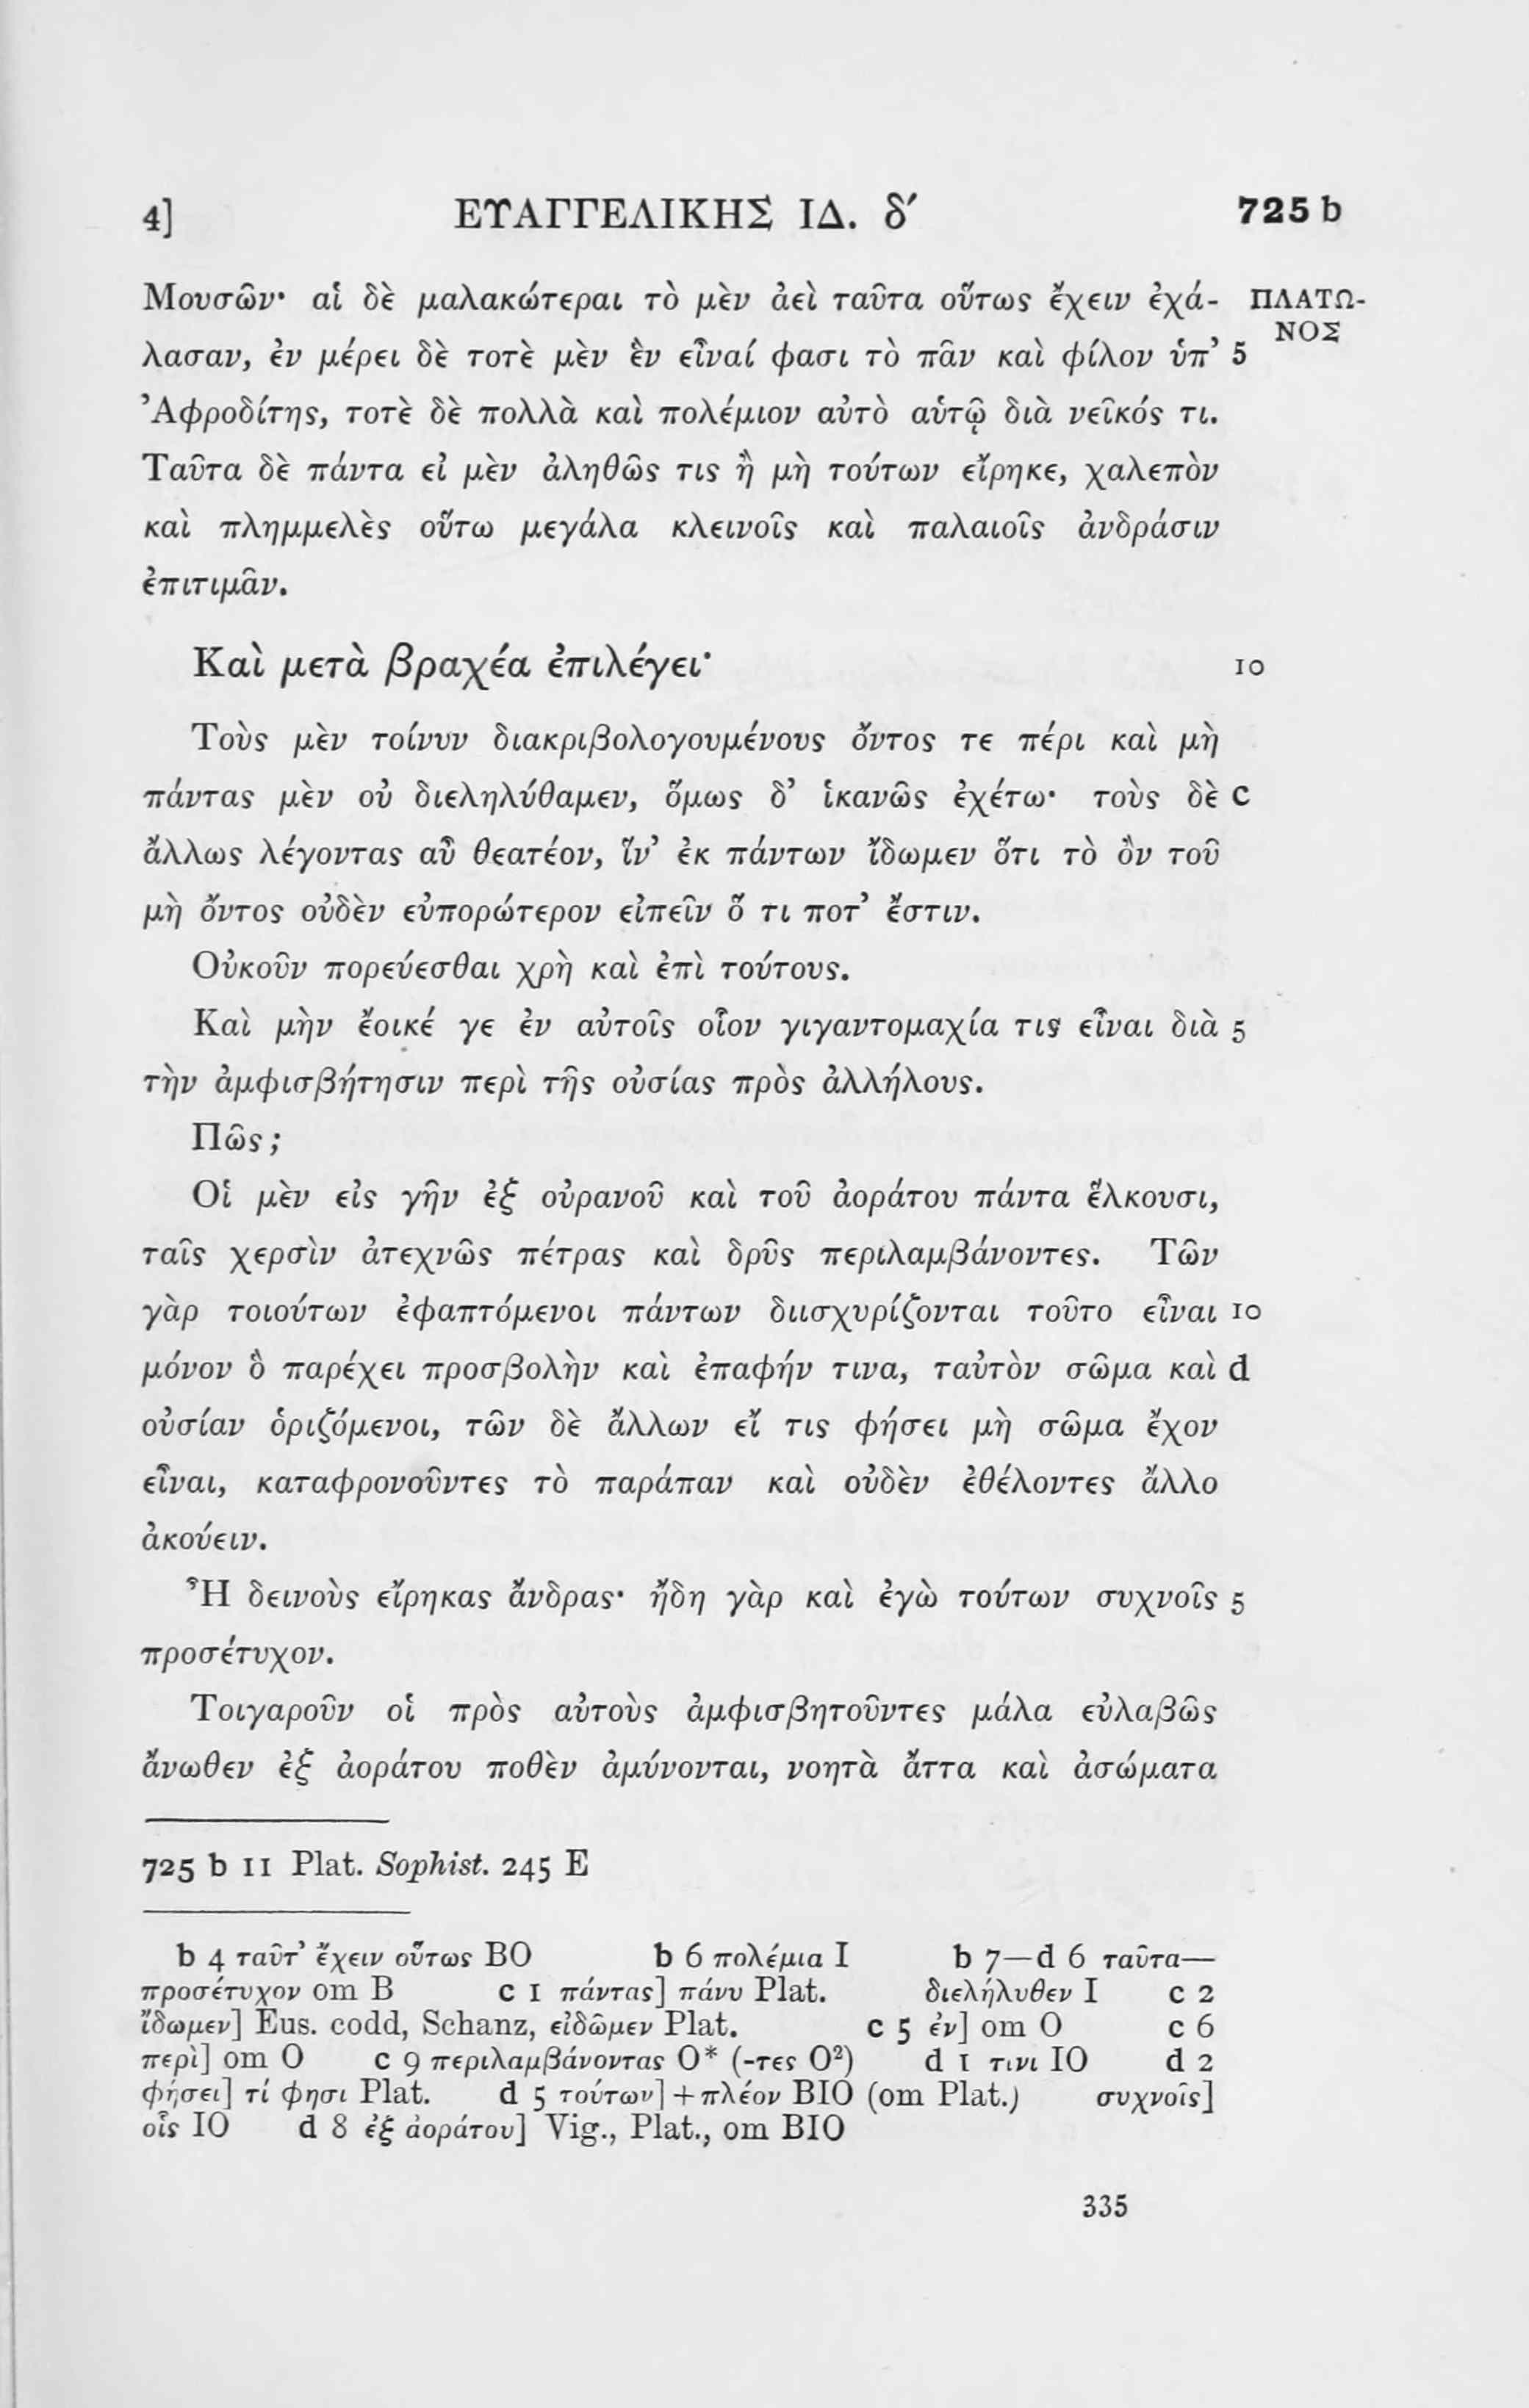 4] ΕΥΑΓΓΕΛΙΚΗΣ ΙΔ. δ′ 725 b
Μουσῶν· αἱ δὲ μαλακώτεραι τὸ μὲν ἀεὶ ταῦτα οὕτως ἔχειν ἐχά- ΠΛΑΤΩ-
ΝΟΣ
λασαν, ἐν μέρει δὲ τοτὲ μὲν ἓν εἶναί φασι τὸ πᾶν καὶ φίλον ὑπ’ 5
Ἀφροδίτης, τοτὲ δὲ πολλὰ καὶ πολέμιον αὐτὸ αὑτῷ διὰ νεῖκός τι.
Ταῦτα δὲ πάντα εἰ μὲν ἀληθῶς τις ἢ μὴ τούτων εἴρηκε, χαλεπὸν
καὶ πλημμελὲς οὕτω μεγάλα κλεινοῖς καὶ παλαιοῖς ἀνδράσιν
ἐπιτιμᾶν.
Καὶ μετὰ βραχέα ἐπιλέγει· 10
Τοὺς μὲν τοίνυν διακριβολογουμένους ὄντος τε πέρι καὶ μὴ
πάντας μὲν οὐ διεληλύθαμεν, ὅμως δ’ ἱκανῶς ἐχέτω· τοὺς δὲ c
ἄλλως λέγοντας αὖ θεατέον, ἵν’ ἐκ πάντων ἴδωμεν ὅτι τὸ ὂν τοῦ
μὴ ὄντος οὐδὲν εὐπορώτερον εἰπεῖν ὅ τι ποτ’ ἔστιν.
Οὐκοῦν πορεύεσθαι χρὴ καὶ ἐπὶ τούτους.
Καὶ μὴν ἔοικέ γε ἐν αὐτοῖς οἷον γιγαντομαχία τις εἶναι διὰ 5
τὴν ἀμφισβήτησιν περὶ τῆς οὐσίας πρὸς ἀλλήλους.
Πῶς;
Οἱ μὲν εἰς γῆν ἐξ οὐρανοῦ καὶ τοῦ ἀοράτου πάντα ἕλκουσι,
ταῖς χερσὶν ἀτεχνῶς πέτρας καὶ δρῦς περιλαμβάνοντες. Τῶν
γὰρ τοιούτων ἐφαπτόμενοι πάντων διισχυρίζονται τοῦτο εἶναι 10
μόνον ὃ παρέχει προσβολὴν καὶ ἐπαφήν τινα, ταὐτὸν σῶμα καὶ d
οὐσίαν ὁριζόμενοι, τῶν δὲ ἄλλων εἴ τις φήσει μὴ σῶμα ἔχον
εἶναι, καταφρονοῦντες τὸ παράπαν καὶ οὐδὲν ἐθέλοντες ἄλλο
ἀκούειν.
Ἦ δεινοὺς εἴρηκας ἄνδρας· ἤδη γὰρ καὶ ἐγὼ τούτων συχνοῖς 5
προσέτυχον.
Τοιγαροῦν οἱ πρὸς αὐτοὺς ἀμφισβητοῦντες μάλα εὐλαβῶς
ἄνωθεν ἐξ ἀοράτου ποθὲν ἀμύνονται, νοητὰ ἄττα καὶ ἀσώματα
725 b 11 Plat. Sophist. 245 E
b 4 ταῦτ’ ἔχειν οὕτως BO b 6 πολέμια I b 7—d 6 ταῦτα—
προσέτυχον om B c 1 πάντας] πάνυ Plat. διελήλυθεν I c 2
ἴδωμεν] Eus. codd, Schanz, εἰδῶμεν Plat. c 5 ἐν] om O c 6
περὶ] om O c 9 περιλαμβάνοντας O* (-τες O²) d 1 τινι IO d 2
φήσει] τί φησι Plat. d 5 τούτων] + πλέον BIO (om Plat.) συχνοῖς]
οἷς IO d 8 ἐξ ἀοράτου] Vig., Plat., om BIO
335